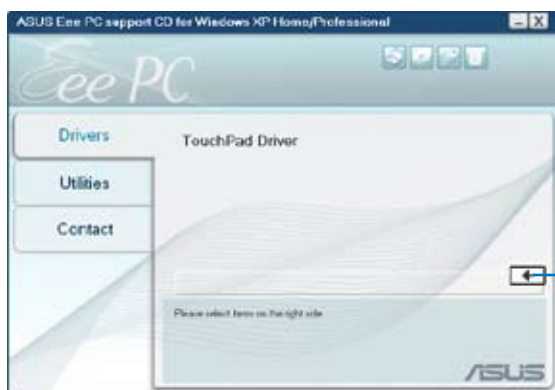 ASUS Eee PC support CD for Windows XP Home/Professional
Eee PC
Drivers
TouchPad Driver
Utilities
Contact
Please select items on the right side
ASUS